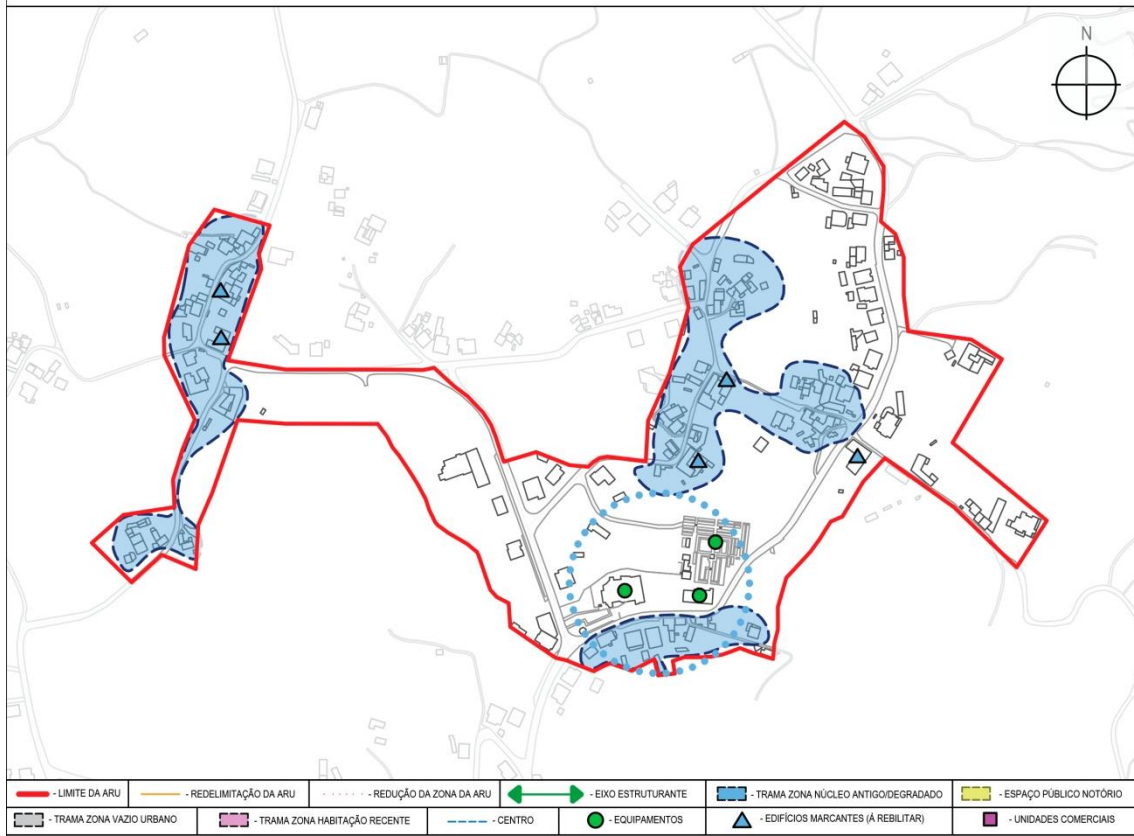 N
- LIMITE DA ARU
- REDELIMITAÇÃO DA ARU
- REDUÇÃO DA ZONA DA ARU
- EIXO ESTRUTURANTE
- TRAMA ZONA NÚCLEO ANTIGO/DEGRADADO
- ESPAÇO PÚBLICO NOTÓRIO
- TRAMA ZONA VAZIO URBANO
- TRAMA ZONA HABITAÇÃO RECENTE
- CENTRO
- EQUIPAMENTOS
- EDIFÍCIOS MARCANTES (Á REBILITAR)
- UNIDADES COMERCIAIS